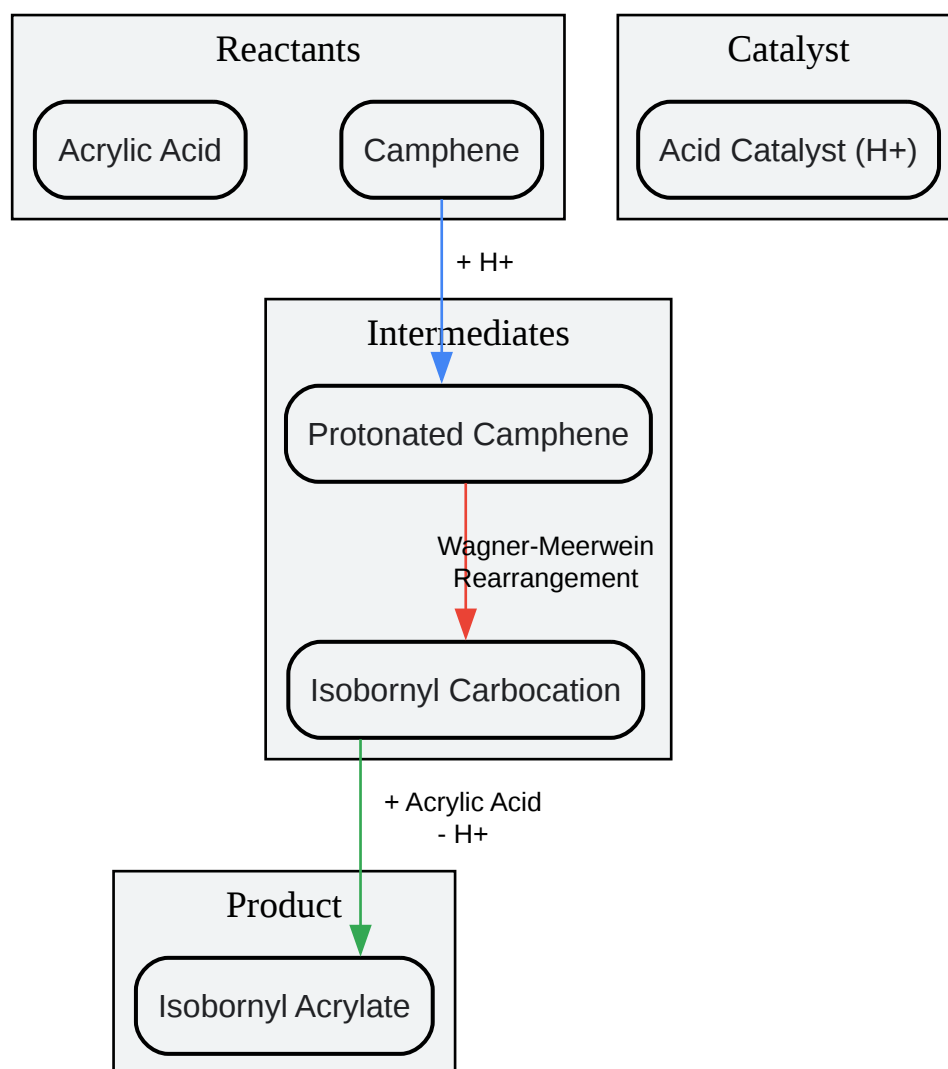 Reactants
Catalyst
Acrylic Acid
Camphene
Acid Catalyst (H+)
+ H+
Intermediates
Protonated Camphene
Wagner-Meerwein
Rearrangement
Isobornyl Carbocation
+ Acrylic Acid
- H+
Product
Isobornyl Acrylate